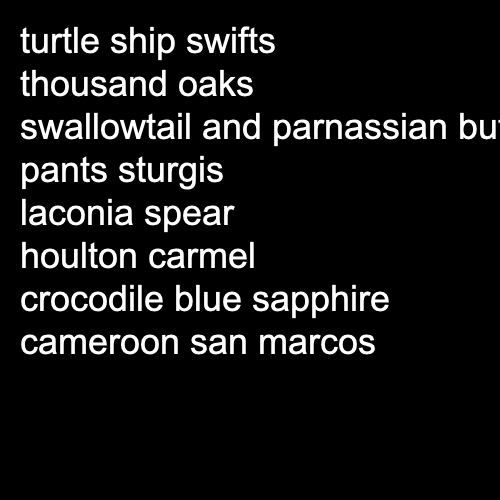 turtle ship swifts
thousand oaks
swallowtail and parnassian
pants sturgis
laconia spear
houlton carmel
crocodile blue sapphire
cameroon san marcos